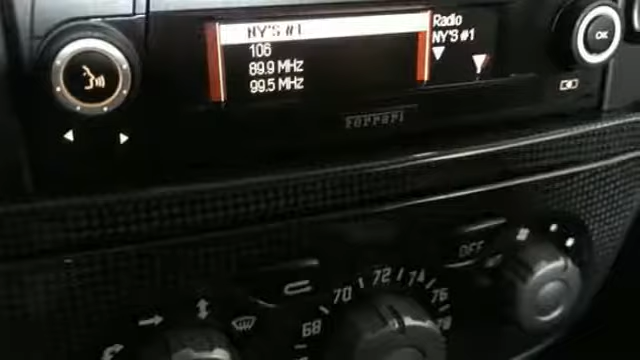 NY'S #1
106
89.9 MHz
99.5 MHz
Radio
NY'S #1
OK
Ferrari
OFF
68
70
72
74
76
78